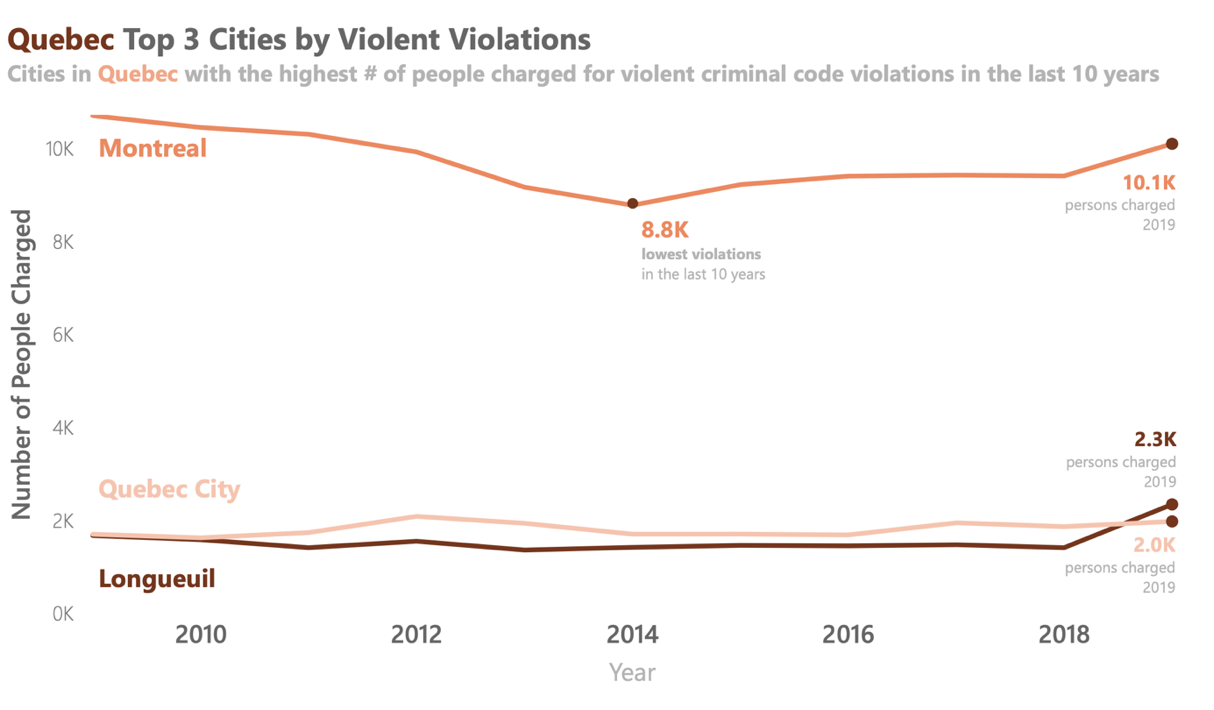 Quebec Top 3 Cities by Violent Violations
Cities in Quebec with the highest # of people charged for violent criminal code violations in the last 10 years
Number of People Charged
10K
8K
6K
4K
2K
0K
Montreal
8.8K
lowest violations
in the last 10 years
10.1K
persons charged
2019
Quebec City
Longueuil
2.3K
persons charged
2019
2.0K
persons charged
2019
2010 2012 2014 2016 2018
Year